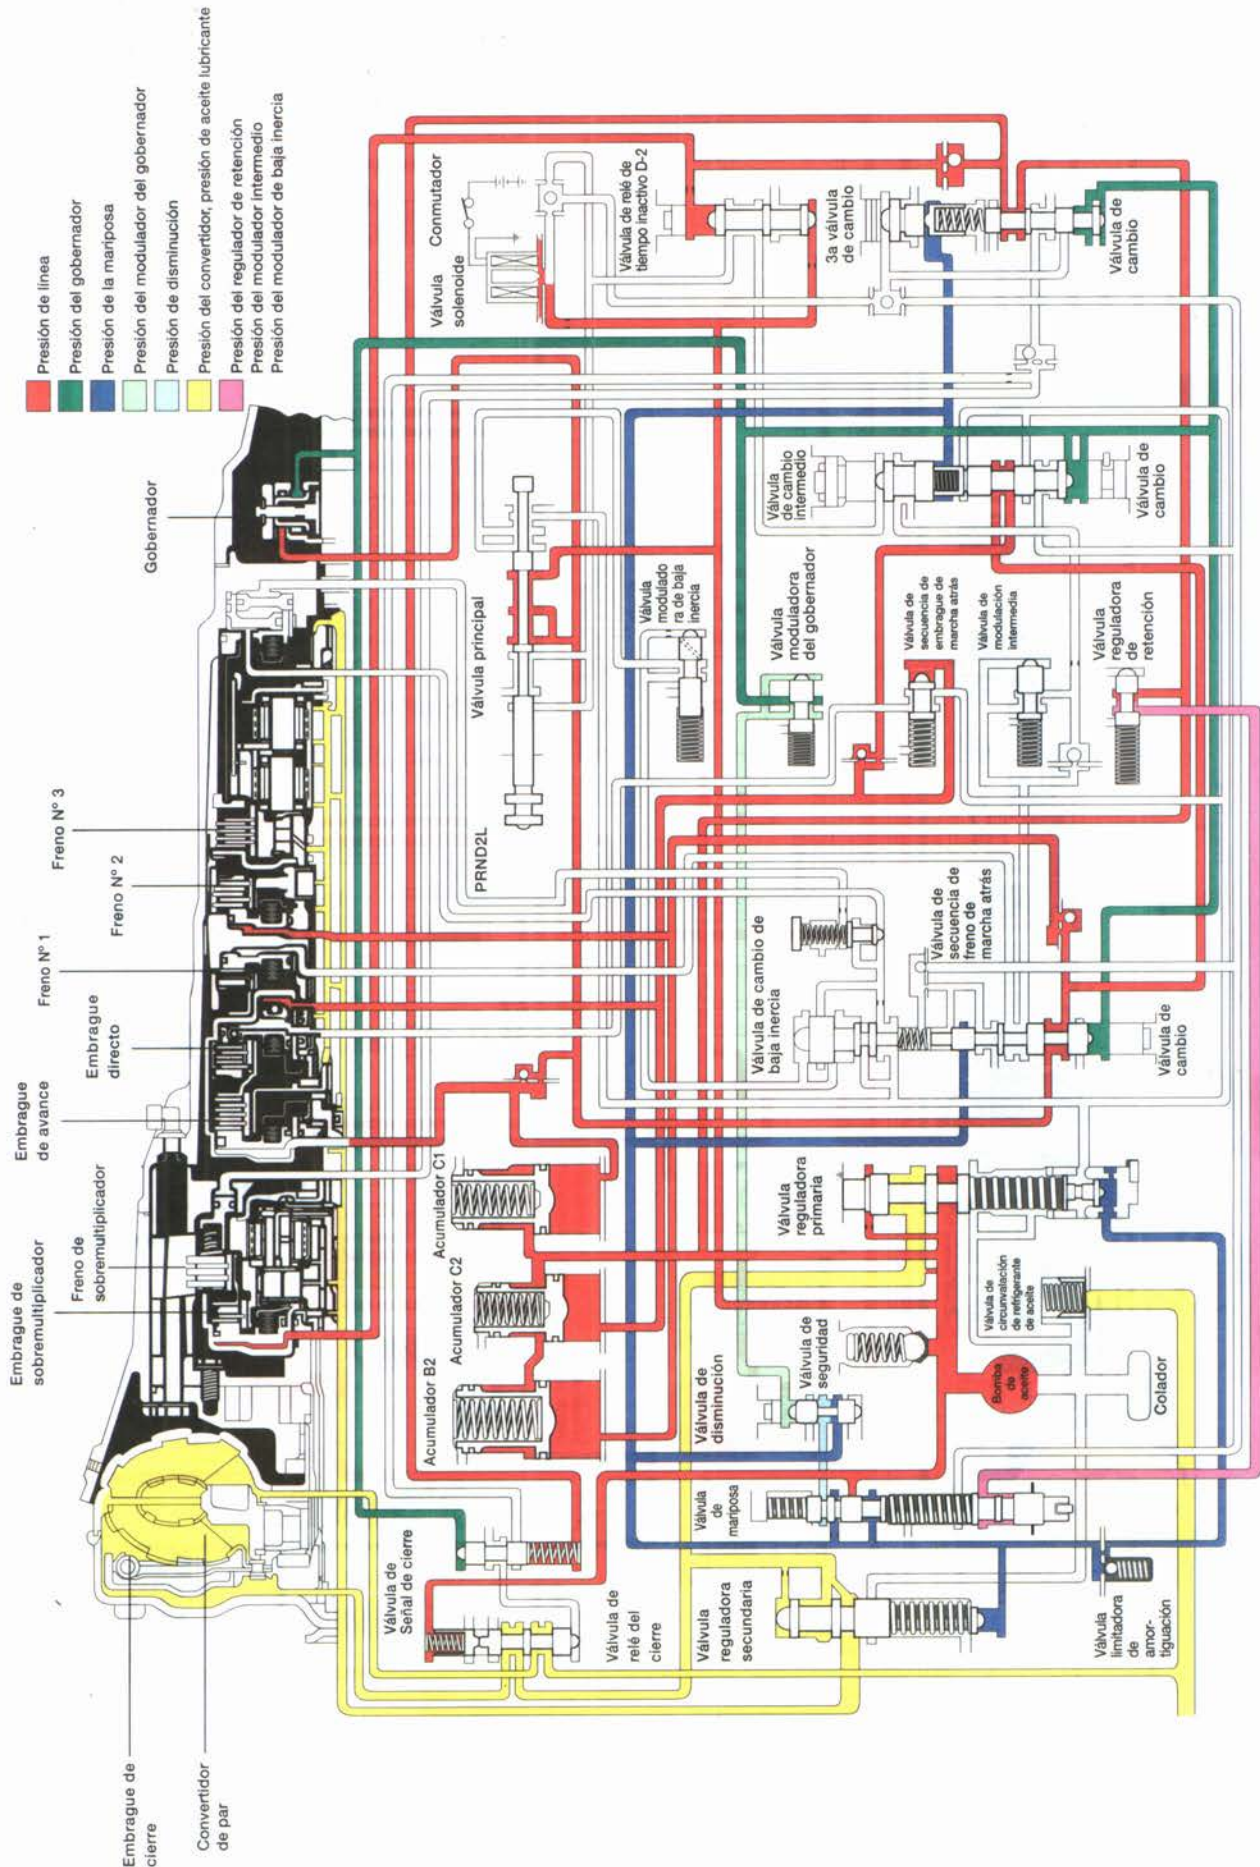 Presión de línea
Presión del gobernador
Presión de la mariposa
Presión del modulador del gobernador
Presión de disminución
Presión del convertidor, presión de aceite lubricante
Presión del regulador de retención
Presión del modulador intermedio
Presión del modulador de baja inercia
Embrague de
cierre
Convertidor
de par
Embrague de
sobremultiplicador
Freno de
sobremultiplicador
Embrague
de avance
Embrague
directo
Freno Nº 1
Freno Nº 2
Freno Nº 3
Gobernador
Válvula de
Señal de cierre
Válvula de
relé del
cierre
Acumulador B2
Acumulador C2
Acumulador C1
PRND2L
Válvula principal
Válvula
solenoide
Conmutador
Válvula de relé de
tiempo inactivo D-2
Válvula
modulado
ra de baja
inercia
Válvula
moduladora
del gobernador
Válvula
de cambio
intermedio
3a válvula
de cambio
Válvula
reguladora
secundaria
Válvula
de
mariposa
Válvula de
disminución
Válvula de
seguridad
Válvula
reguladora
primaria
Válvula de cambio de
baja inercia
Válvula de
secuencia de
freno de
marcha atrás
Válvula de
secuencia de
embrague de
marcha atrás
Válvula de
modulación
intermedia
Válvula
reguladora
de
retención
Válvula de
cambio
Válvula de
cambio
Válvula de
cambio
Válvula de
circunvalación
de refrigerante
de aceite
Bomba
de
aceite
Colador
Válvula
limitadora
de
amor-
tiguación